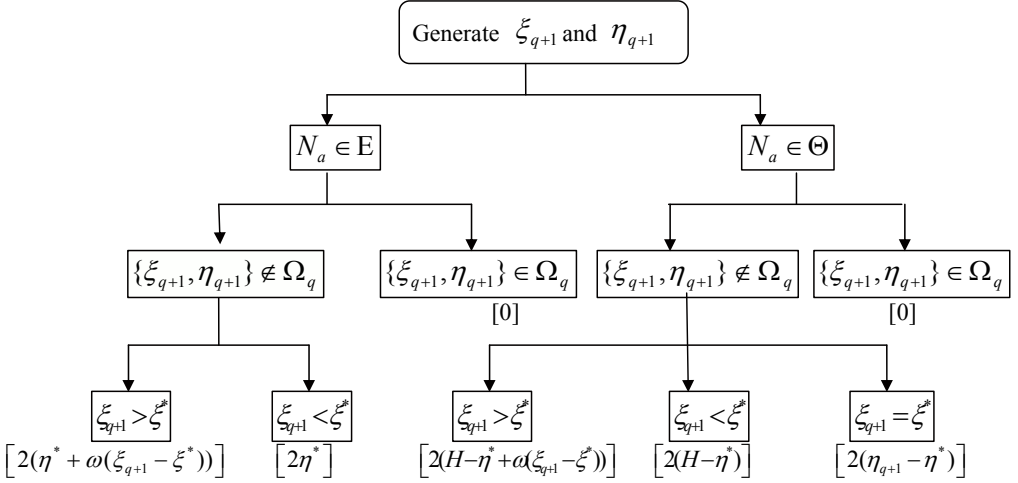 Generate ξ_{q+1} and η_{q+1}
N_a ∈ E N_a ∈ Θ
{ξ_{q+1}, η_{q+1}} ∉ Ω_q {ξ_{q+1}, η_{q+1}} ∈ Ω_q {ξ_{q+1}, η_{q+1}} ∉ Ω_q {ξ_{q+1}, η_{q+1}} ∈ Ω_q
[0] [0]
ξ_{q+1} > ξ^* ξ_{q+1} < ξ^* ξ_{q+1} > ξ^* ξ_{q+1} < ξ^* ξ_{q+1} = ξ^*
[2(η^* + ω(ξ_{q+1} − ξ^*))] [2η^*] [2(H−η^*+ω(ξ_{q+1}−ξ^*))] [2(H−η^*)] [2(η_{q+1} − η^*)]